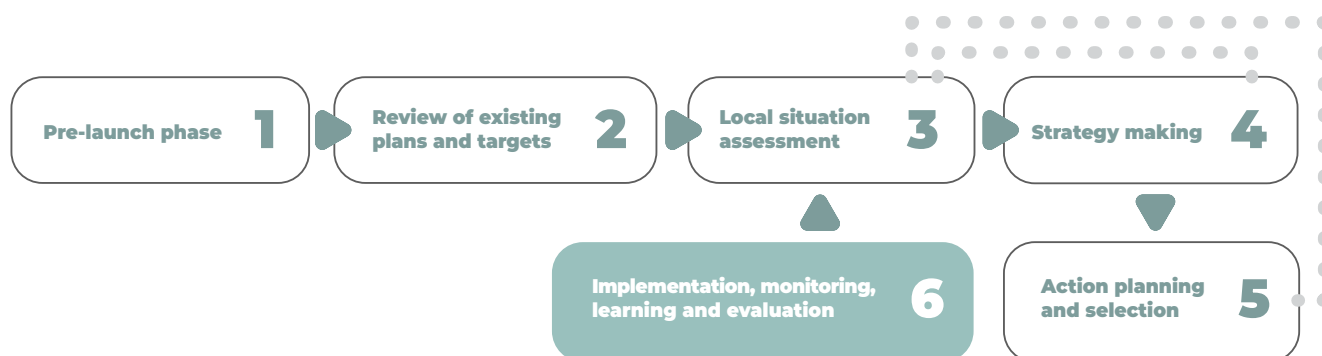 Pre-launch phase 1
Review of existing
plans and targets 2
Local situation
assessment 3
Strategy making 4
Implementation, monitoring,
learning and evaluation 6
Action planning
and selection 5